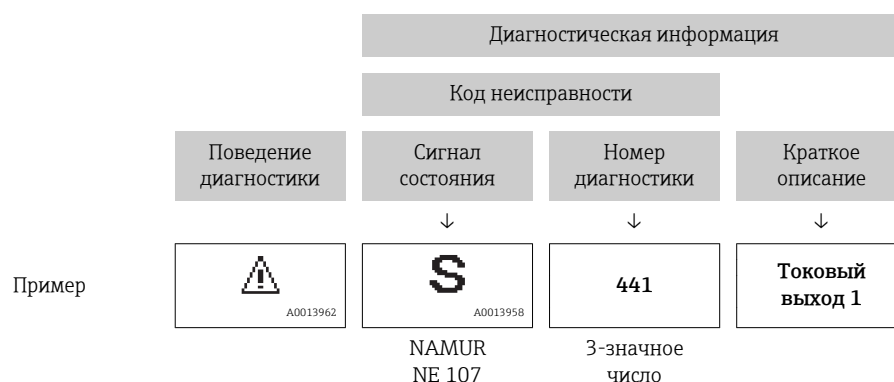 Диагностическая информация
Код неисправности
Поведение диагностики
Сигнал состояния
Номер диагностики
Краткое описание
↓ ↓ ↓
Пример
A0013962
S
A0013958
441
Токовый
выход 1
NAMUR
NE 107
3-значное
число